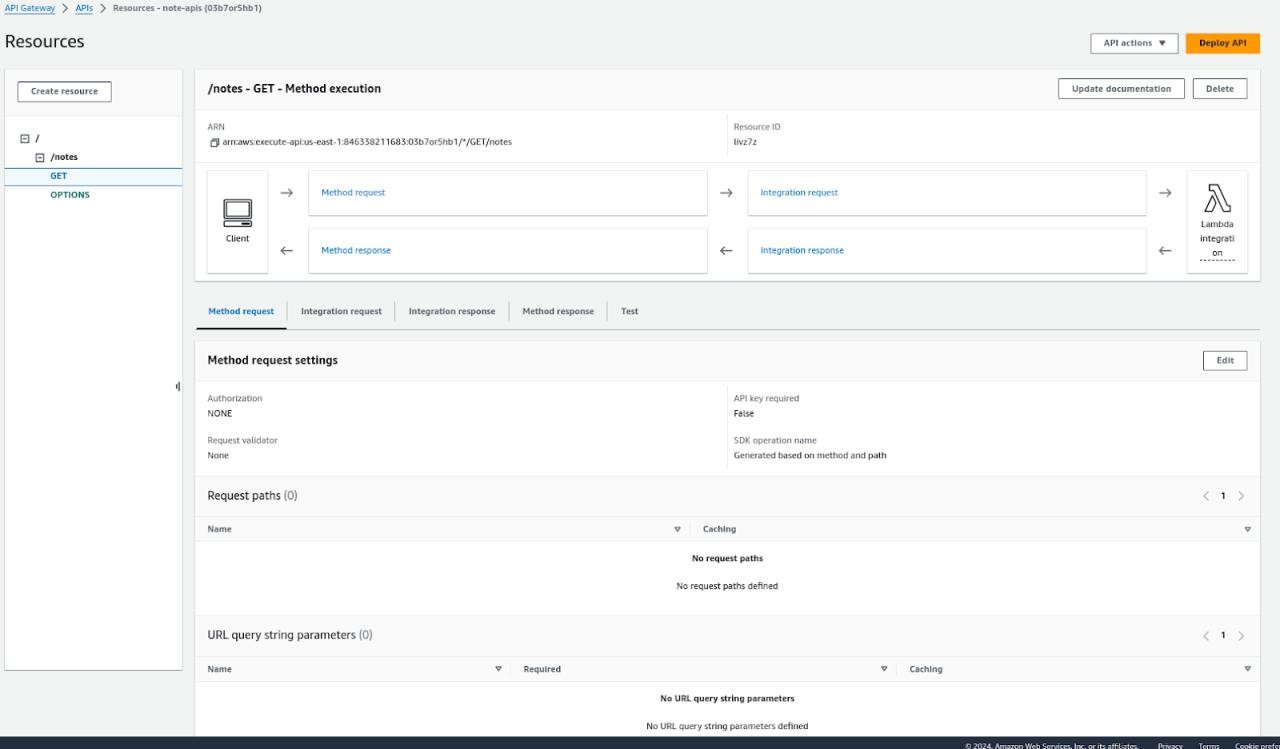 API Gateway > APIs > Resources - note-apis (03b7or5hb1)
Resources
API actions ▼ Deploy API
Create resource
/
/notes
GET
OPTIONS
/notes - GET - Method execution
Update documentation Delete
ARN
arn:aws:execute-api:us-east-1:846338211683:03b7or5hb1/*/GET/notes
Resource ID
livz7z
Client
Method request
Integration request
Method response
Integration response
Lambda
integrati
on
Method request Integration request Integration response Method response Test
Method request settings
Edit
Authorization API key required
NONE False
Request validator SDK operation name
None Generated based on method and path
Request paths (0) 1
Name Caching
No request paths
No request paths defined
URL query string parameters (0) 1
Name Required Caching
No URL query string parameters
No URL query string parameters defined
© 2024, Amazon Web Services, Inc. or its affiliates. Privacy Terms Cookie prefe